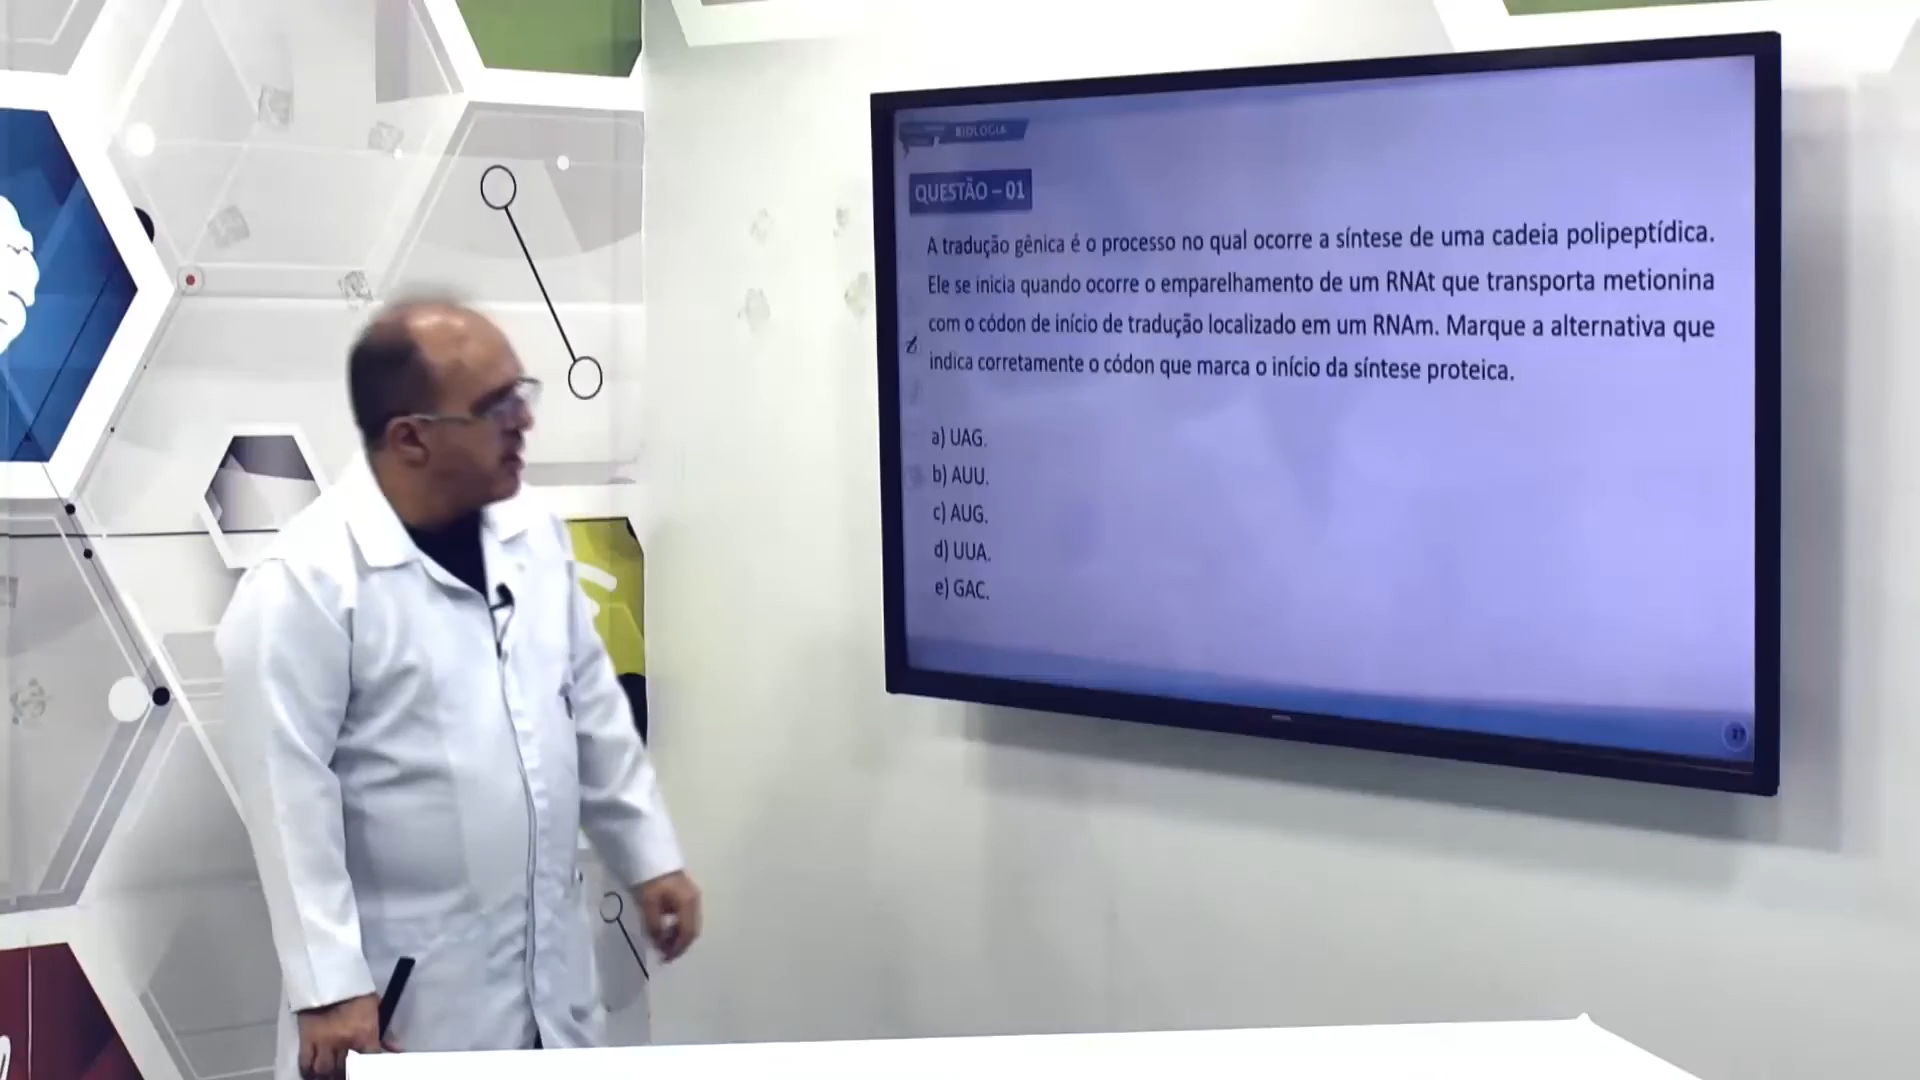 BIOLOGIA
QUESTÃO – 01
A tradução gênica é o processo no qual ocorre a síntese de uma cadeia polipeptídica.
Ele se inicia quando ocorre o emparelhamento de um RNAt que transporta metionina
com o códon de início de tradução localizado em um RNAm. Marque a alternativa que
indica corretamente o códon que marca o início da síntese proteica.
a) UAG.
b) AUU.
c) AUG.
d) UUA.
e) GAC.